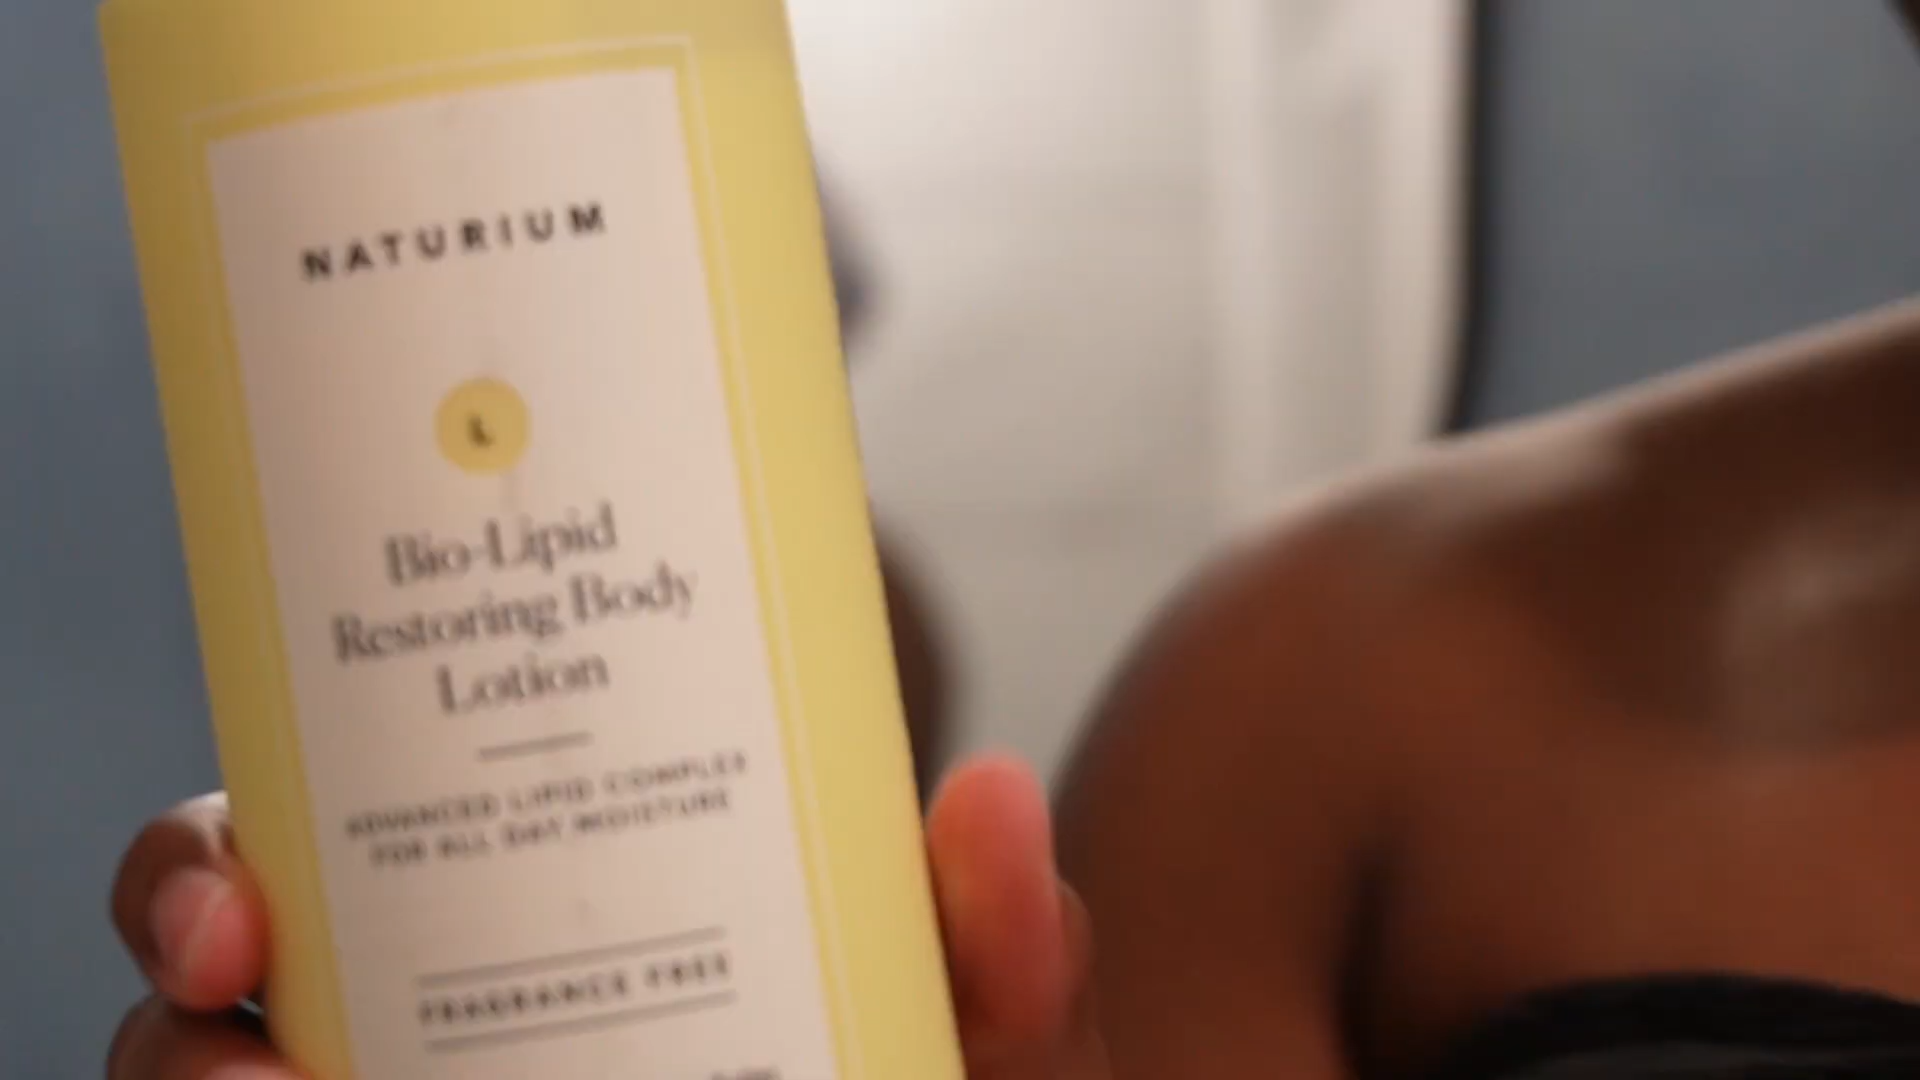 NATURIUM
L
Bio-Lipid
Restoring Body
Lotion
ADVANCED LIPID COMPLEX
FOR ALL DAY MOISTURE
FRAGRANCE FREE